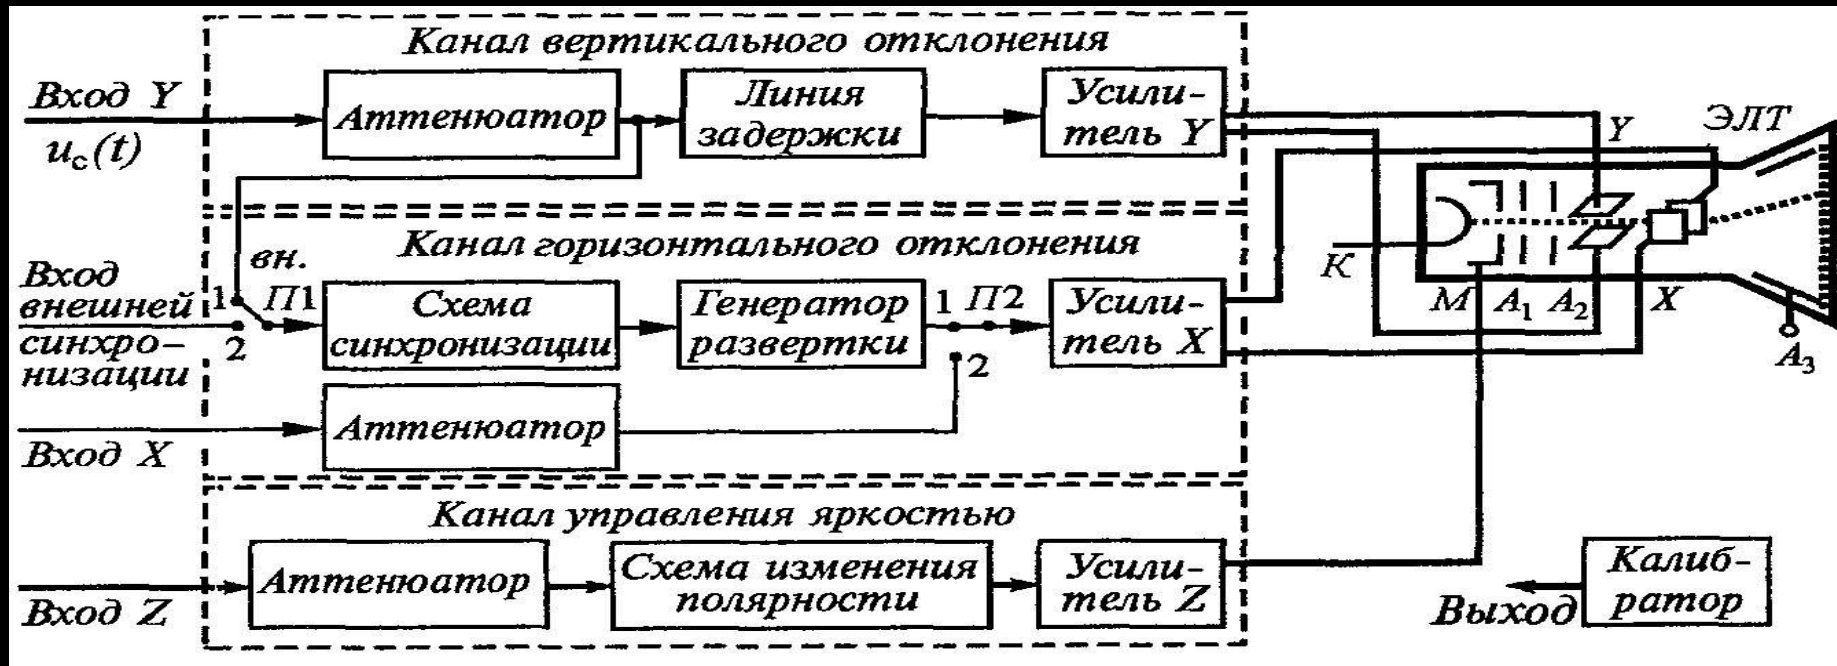 Канал вертикального отклонения
Вход Y
u_c(t)
Аттенюатор
Линия
задержки
Усили-
тель Y
Y
ЭЛТ
Канал горизонтального отклонения
вн.
Вход
внешней
синхро-
низации
1
П1
2
Схема
синхронизации
Генератор
развертки
1
П2
2
Усили-
тель X
К
М
A₁
A₂
X
A₃
Аттенюатор
Вход X
Канал управления яркостью
Вход Z
Аттенюатор
Схема изменения
полярности
Усили-
тель Z
Выход
Калиб-
ратор